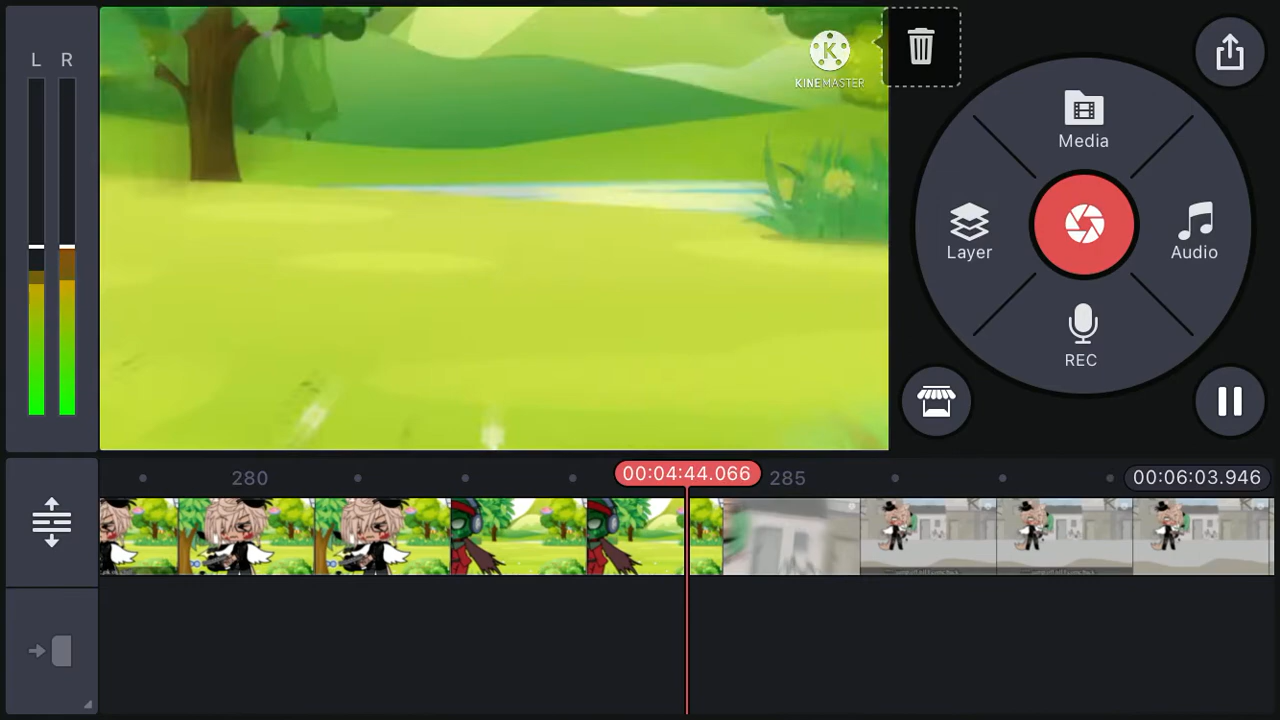 L R
K
KINEMASTER
Media
Layer
Audio
REC
280
00:04:44.066
285
00:06:03.946